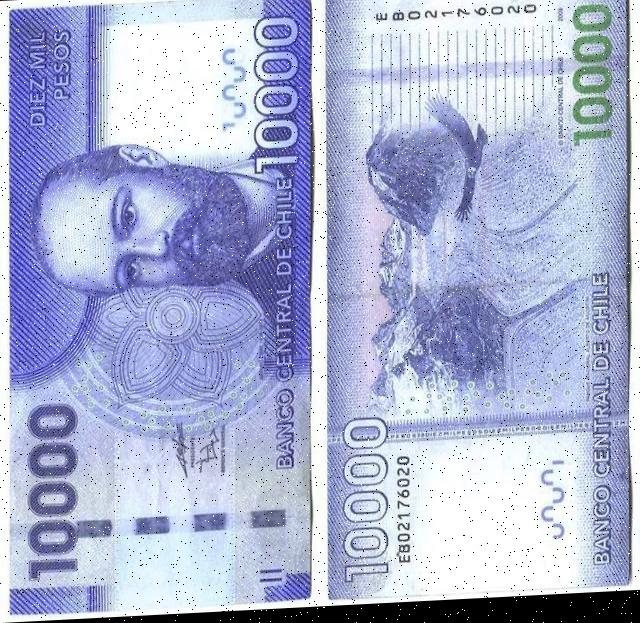 DIEZ MIL
PESOS
10000
BANCO CENTRAL DE CHILE
10000
EB02176020
10000
10000
EB02176020
BANCO CENTRAL DE CHILE